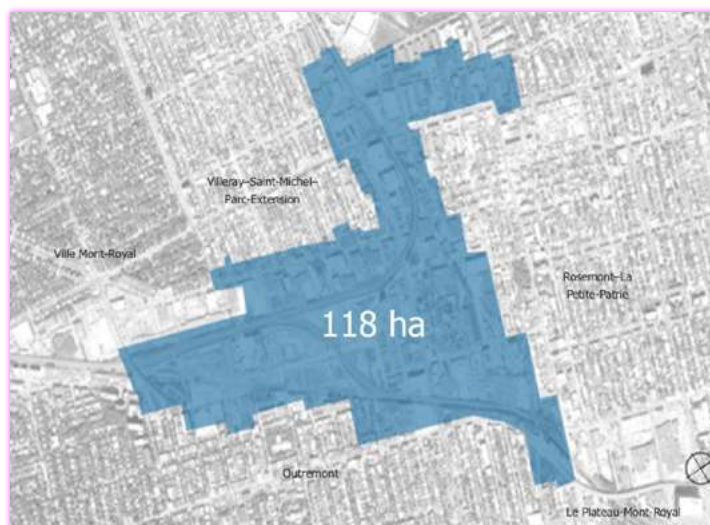 Villeray–Saint-Michel–
Parc-Extension
Ville Mont-Royal
Rosemont–La
Petite-Patrie
118 ha
Outremont
Le Plateau-Mont-Royal